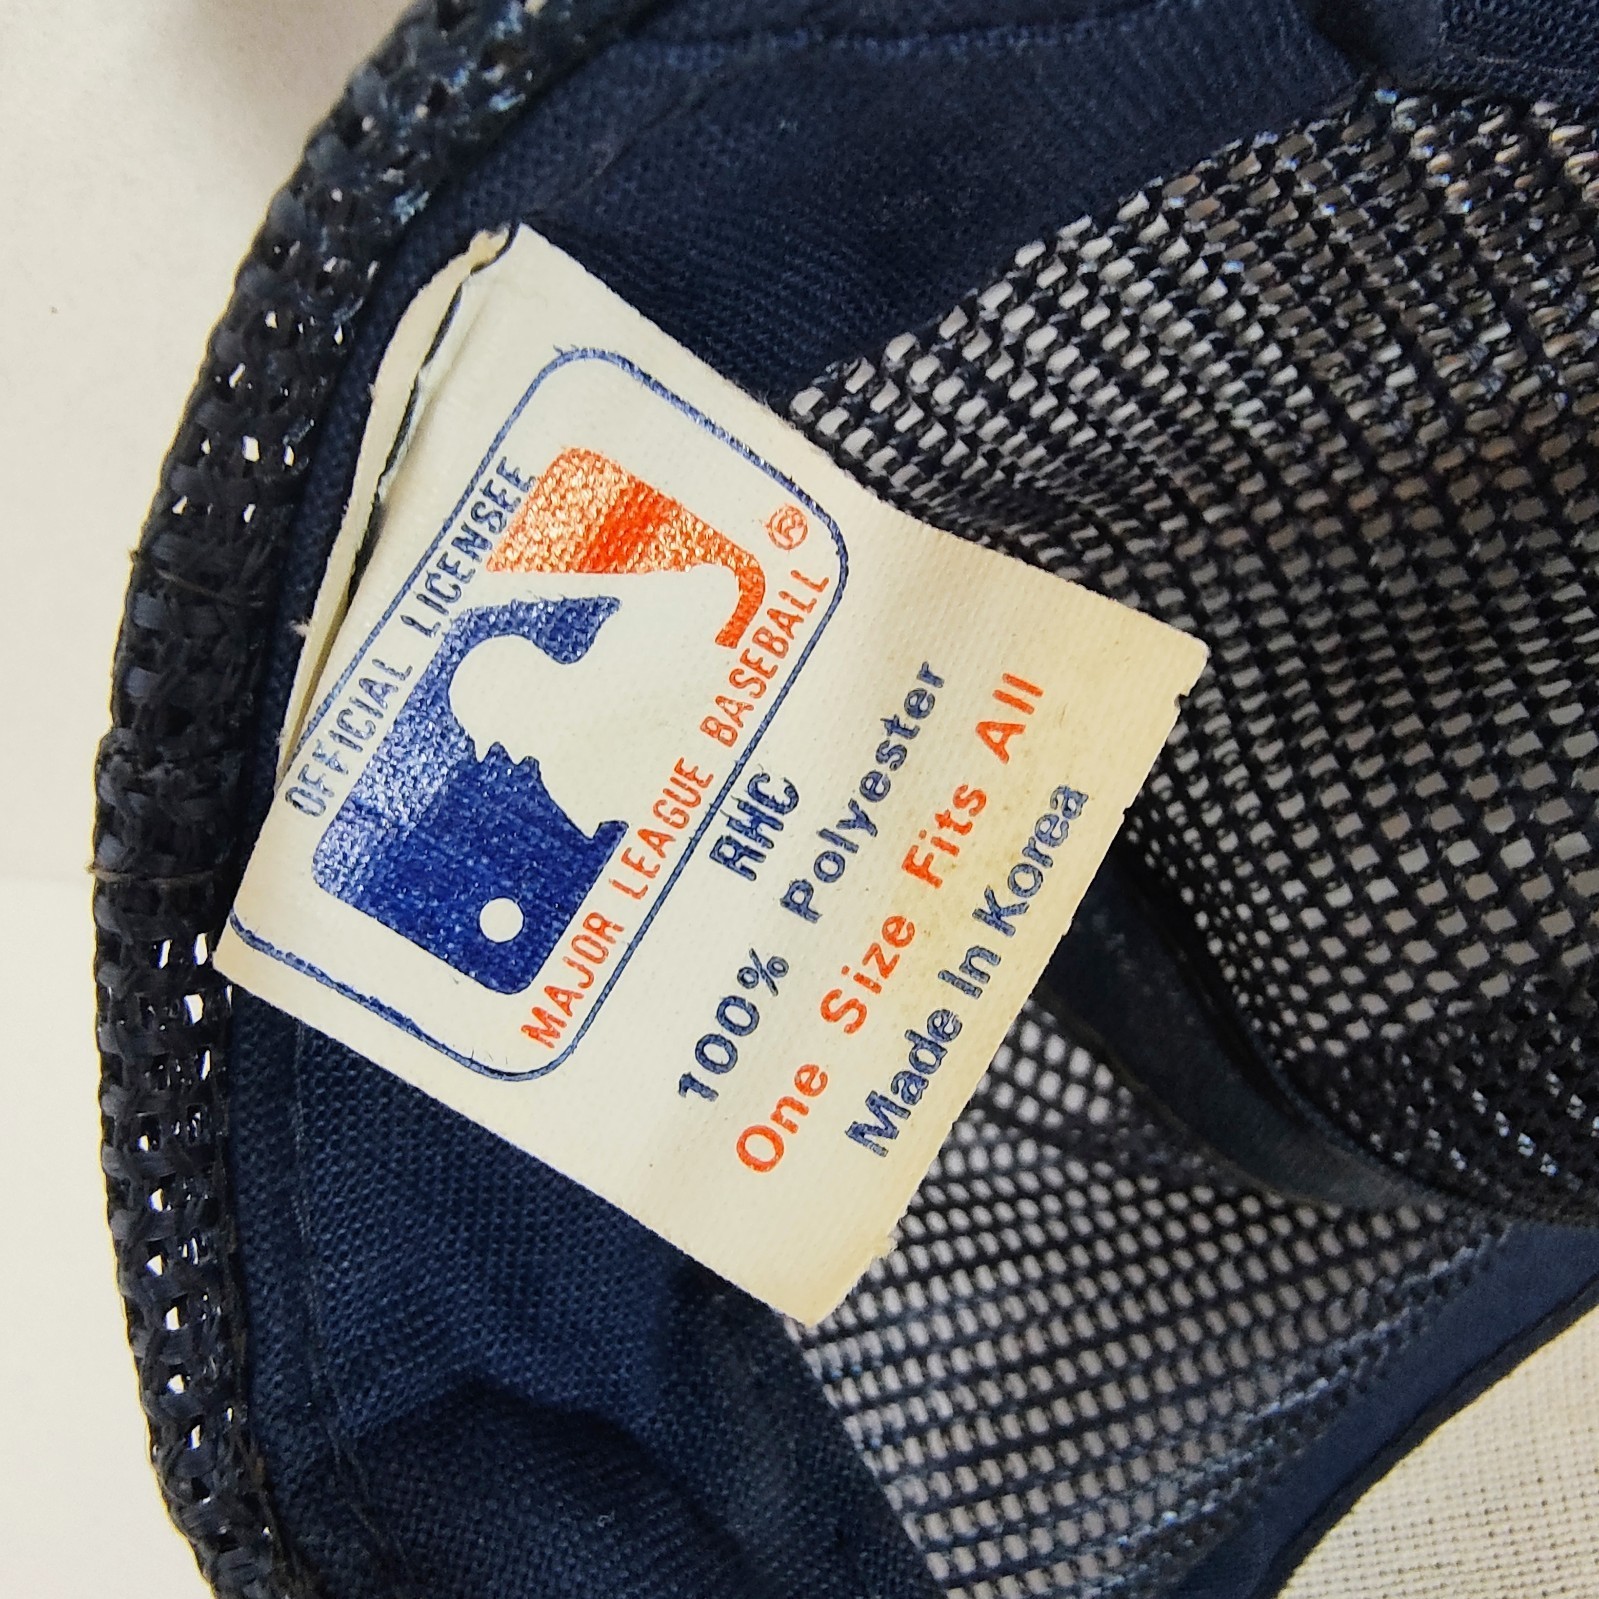 OFFICIAL LICENSEE
MAJOR LEAGUE BASEBALL ®
RHC
100% Polyester
One Size Fits All
Made In Korea